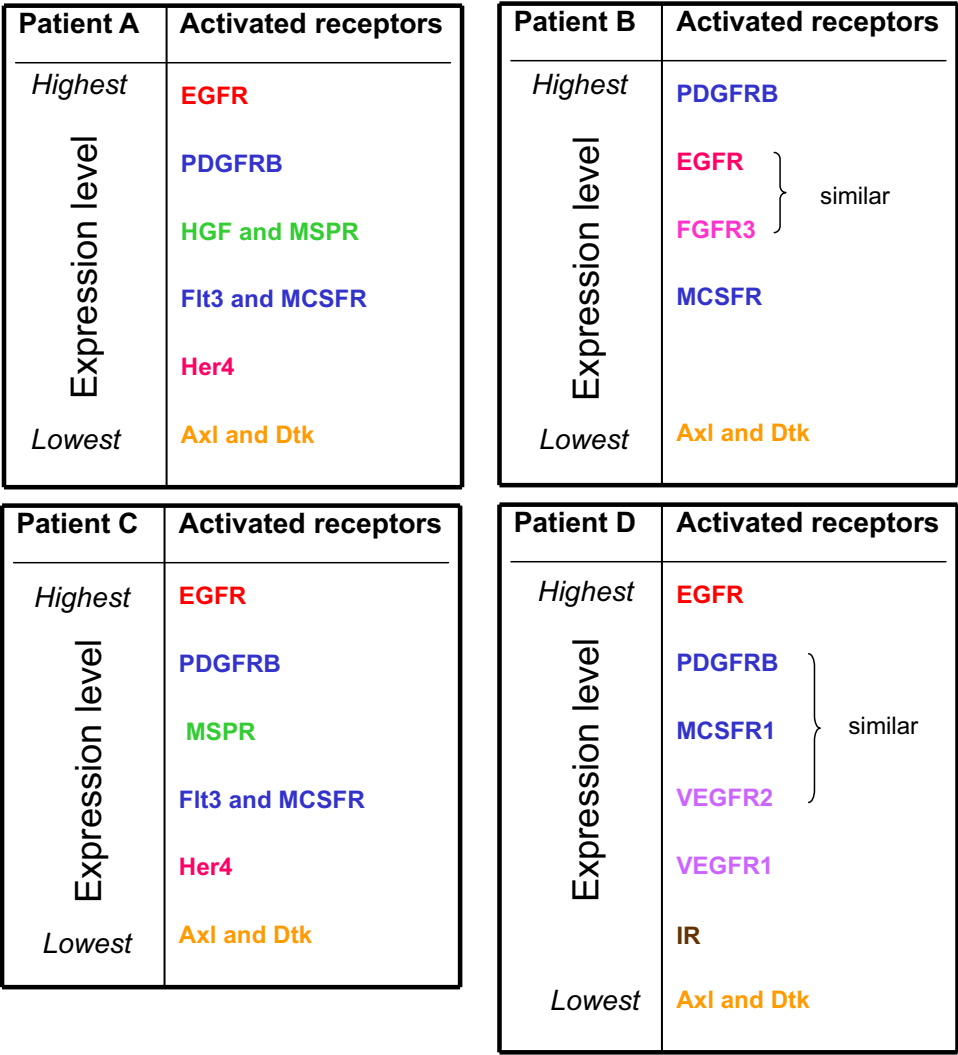 Patient A Activated receptors
Highest
EGFR
PDGFRB
HGF and MSPR
Flt3 and MCSFR
Her4
Axl and Dtk
Expression level
Lowest
Patient B Activated receptors
Highest
PDGFRB
EGFR
FGFR3
similar
MCSFR
Axl and Dtk
Expression level
Lowest
Patient C Activated receptors
Highest
EGFR
PDGFRB
MSPR
Flt3 and MCSFR
Her4
Axl and Dtk
Expression level
Lowest
Patient D Activated receptors
Highest
EGFR
PDGFRB
MCSFR1
VEGFR2
similar
VEGFR1
IR
Axl and Dtk
Expression level
Lowest